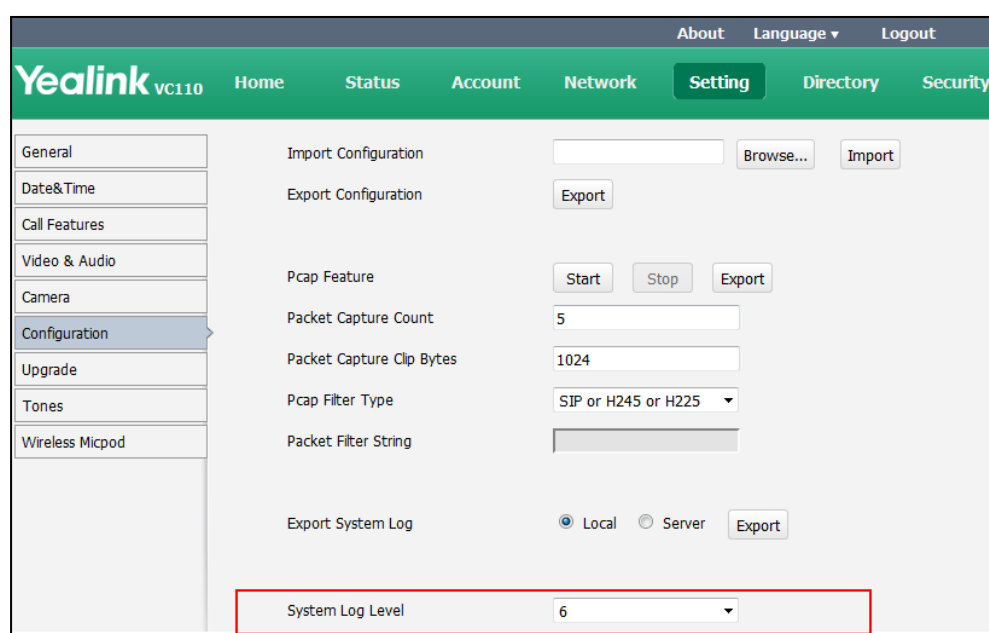 About Language ▾ Logout
Yealink VC110 Home Status Account Network Setting Directory Security
General
Date&Time
Call Features
Video & Audio
Camera
Configuration
Upgrade
Tones
Wireless Micpod
Import Configuration Browse... Import
Export Configuration Export
Pcap Feature Start Stop Export
Packet Capture Count 5
Packet Capture Clip Bytes 1024
Pcap Filter Type SIP or H245 or H225
Packet Filter String
Export System Log Local Server Export
System Log Level 6